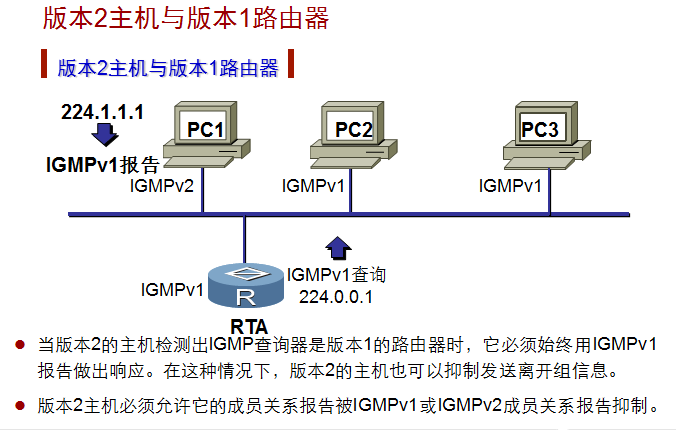 版本2主机与版本1路由器
版本2主机与版本1路由器
224.1.1.1
PC1
PC2
PC3
IGMPv1报告
IGMPv2
IGMPv1
IGMPv1
IGMPv1
IGMPv1查询
224.0.0.1
R
RTA
当版本2的主机检测出IGMP查询器是版本1的路由器时，它必须始终用IGMPv1
报告做出响应。在这种情况下，版本2的主机也可以抑制发送离开组信息。
版本2主机必须允许它的成员关系报告被IGMPv1或IGMPv2成员关系报告抑制。